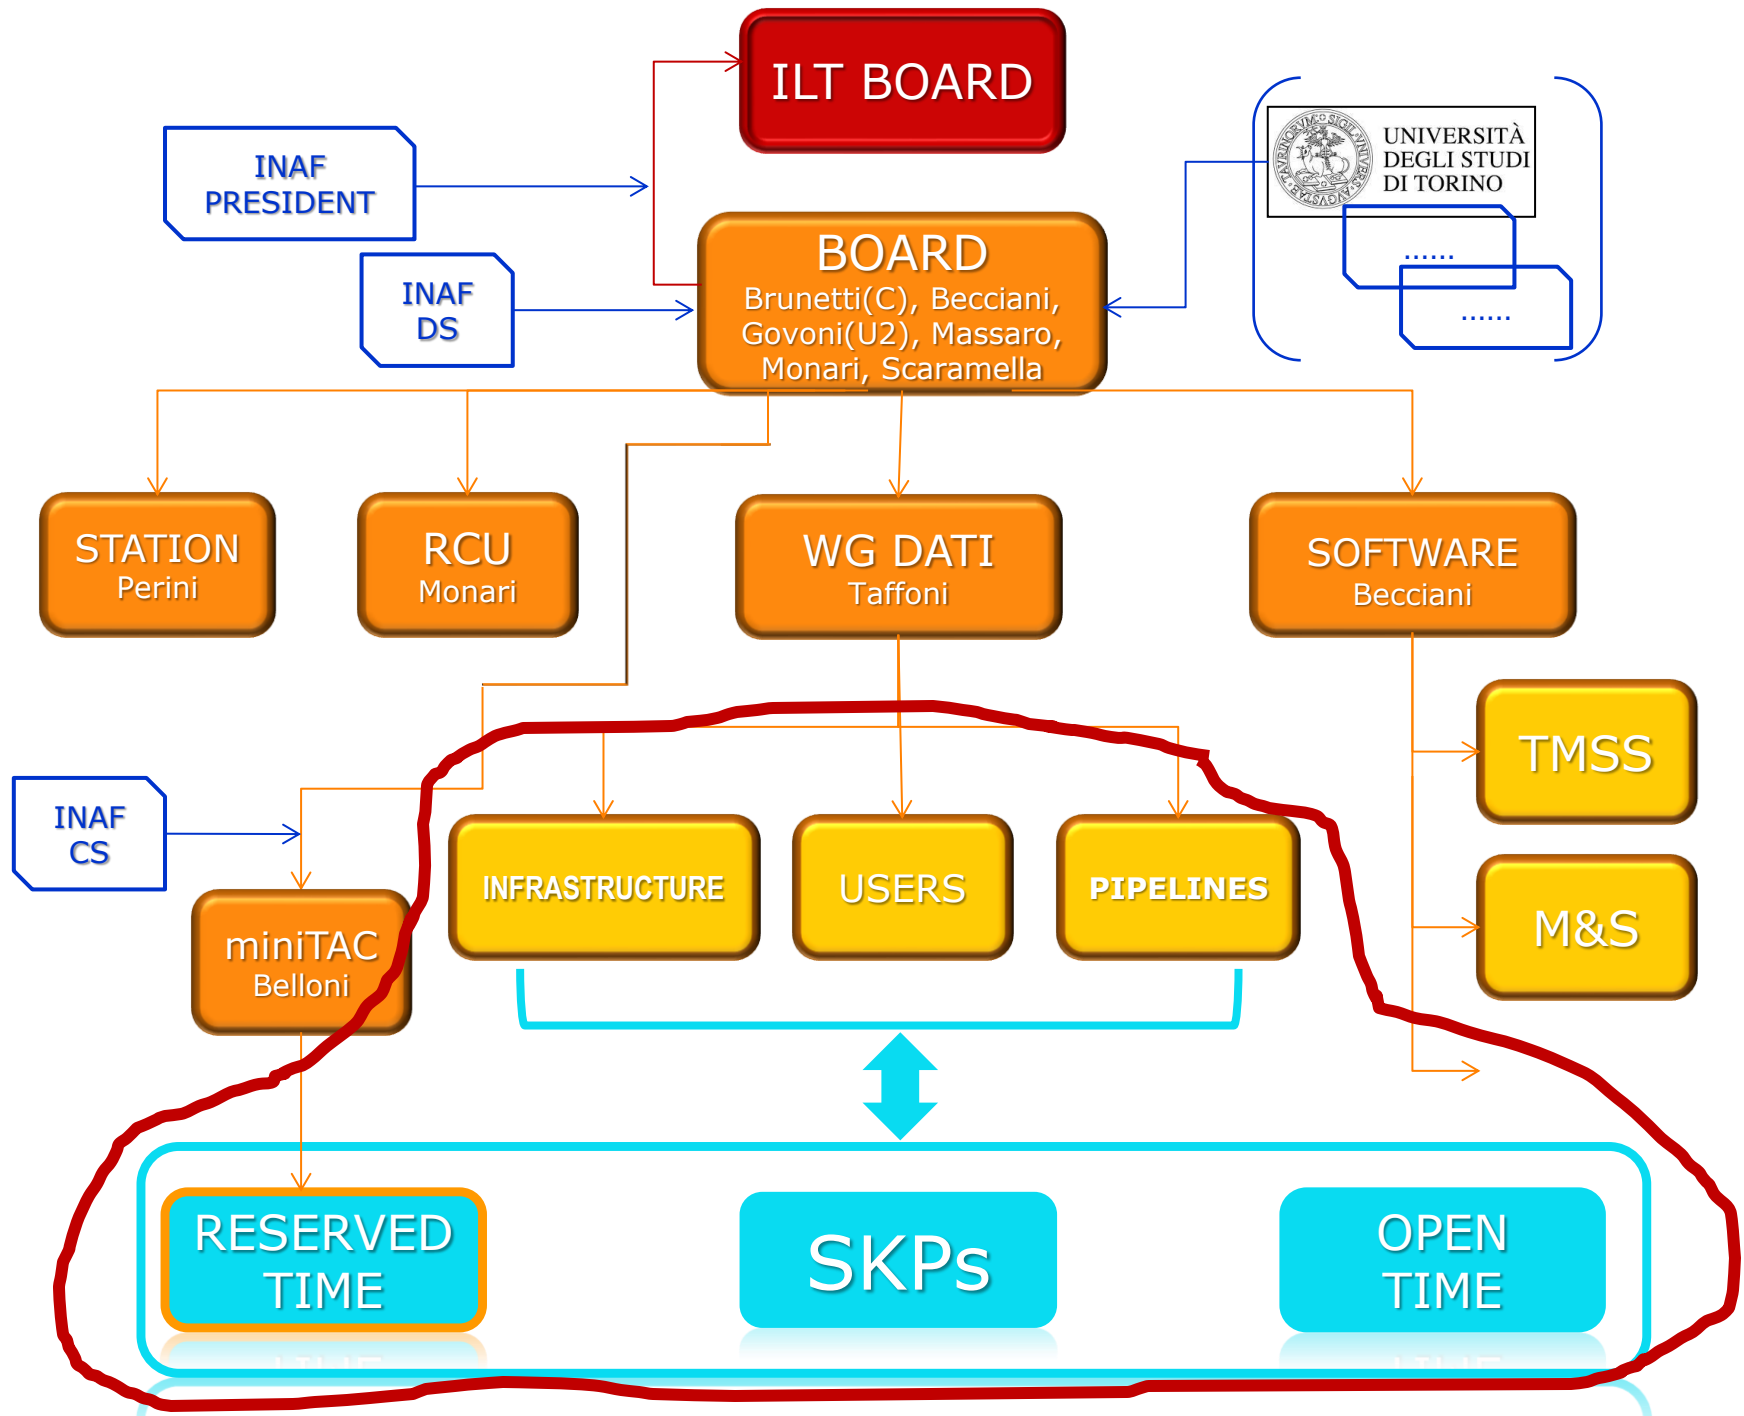 ILT BOARD
INAF
PRESIDENT
UNIVERSITÀ
DEGLI STUDI
DI TORINO
......
......
INAF
DS
BOARD
Brunetti(C), Becciani,
Govoni(U2), Massaro,
Monari, Scaramella
STATION
Perini
RCU
Monari
WG DATI
Taffoni
SOFTWARE
Becciani
TMSS
M&S
INAF
CS
miniTAC
Belloni
INFRASTRUCTURE
USERS
PIPELINES
RESERVED
TIME
SKPs
OPEN
TIME